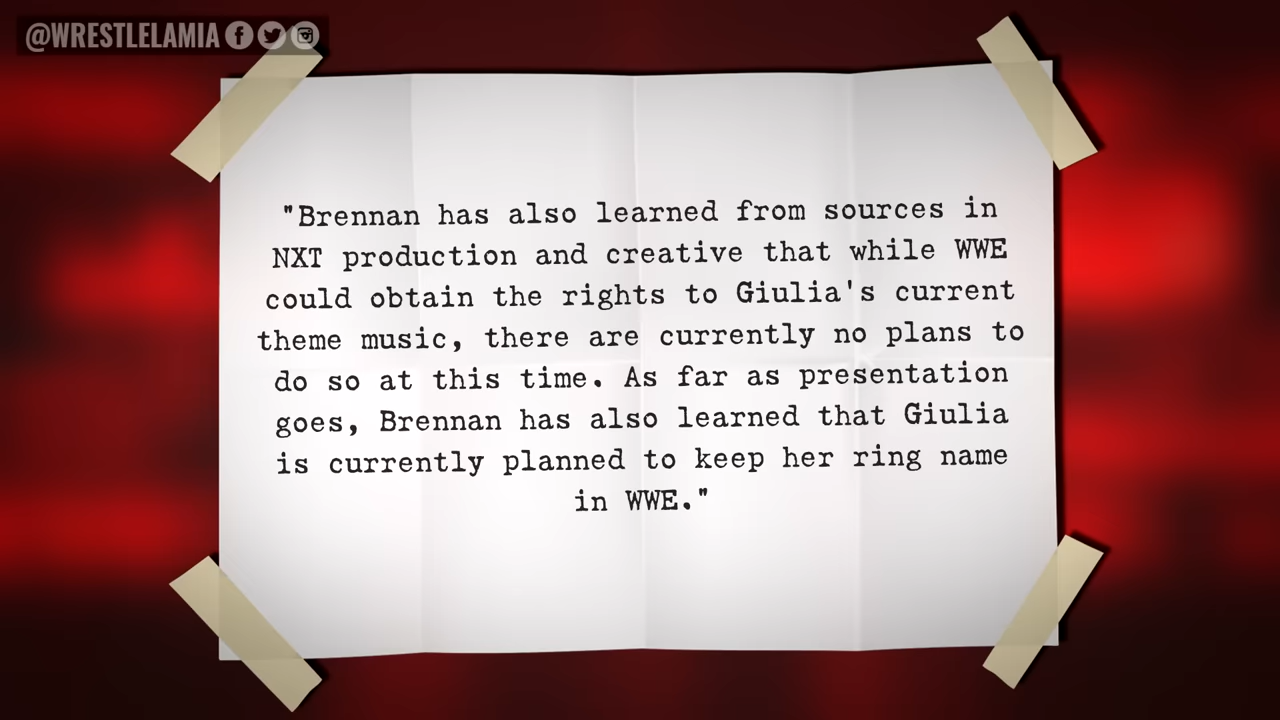 @WRESTLELAMIA
"Brennan has also learned from sources in
NXT production and creative that while WWE
could obtain the rights to Giulia's current
theme music, there are currently no plans to
do so at this time. As far as presentation
goes, Brennan has also learned that Giulia
is currently planned to keep her ring name
in WWE."